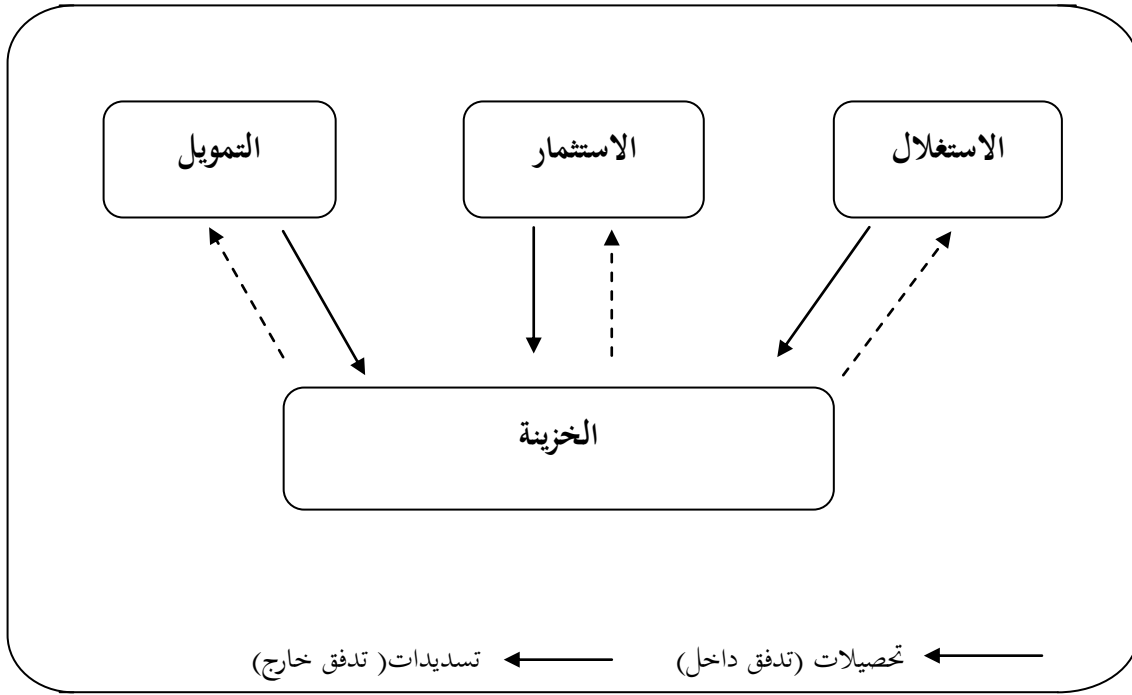 الاستغلال
الاستثمار
التمويل
الخزينة
تحصيلات (تدفق داخل)
تسديدات( تدفق خارج)